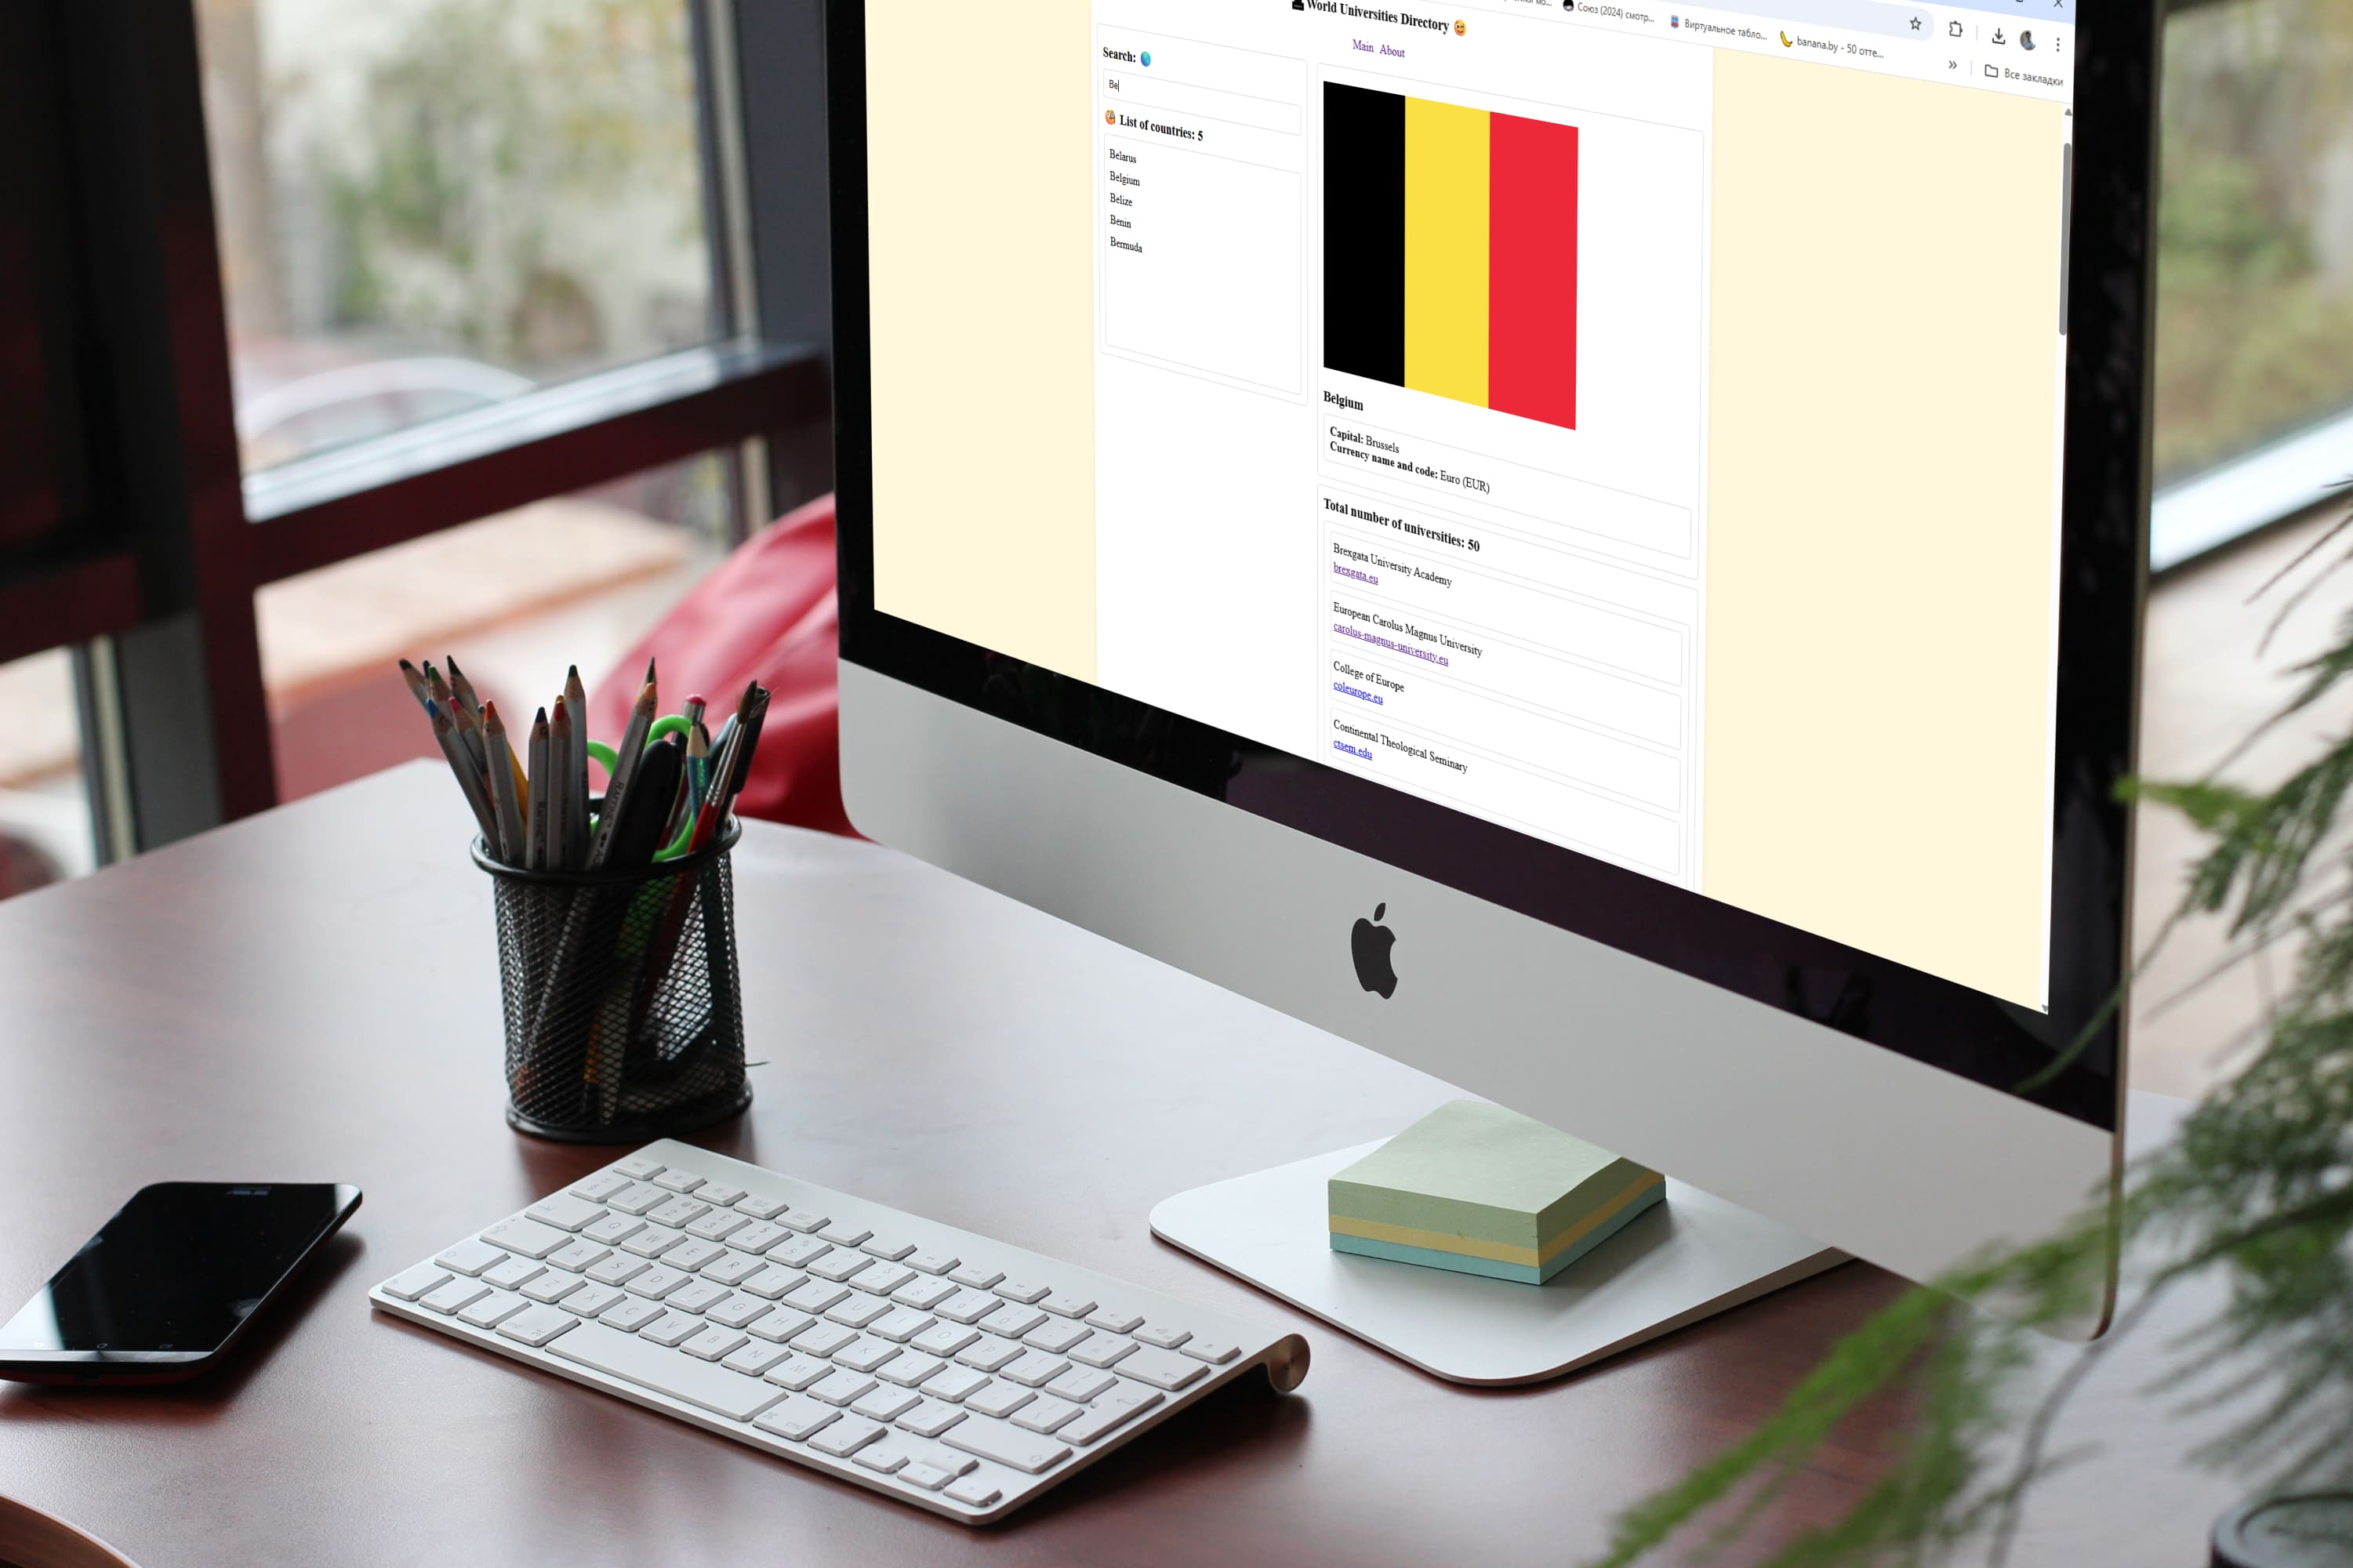 World Universities Directory
Main About
Союз (2024) смотр...
Виртуальное табло...
banana.by - 50 отте...
»
Все закладки
Search:
Be
List of countries: 5
Belarus
Belgium
Belize
Benin
Bermuda
Belgium
Capital: Brussels
Currency name and code: Euro (EUR)
Total number of universities: 50
Brexgata University Academy
brexgata.eu
European Carolus Magnus University
carolus-magnus-university.eu
College of Europe
coleurope.eu
Continental Theological Seminary
ctsem.edu
Q W E R T Y U I O P
A S D F G H J K L
Z X C V B N M